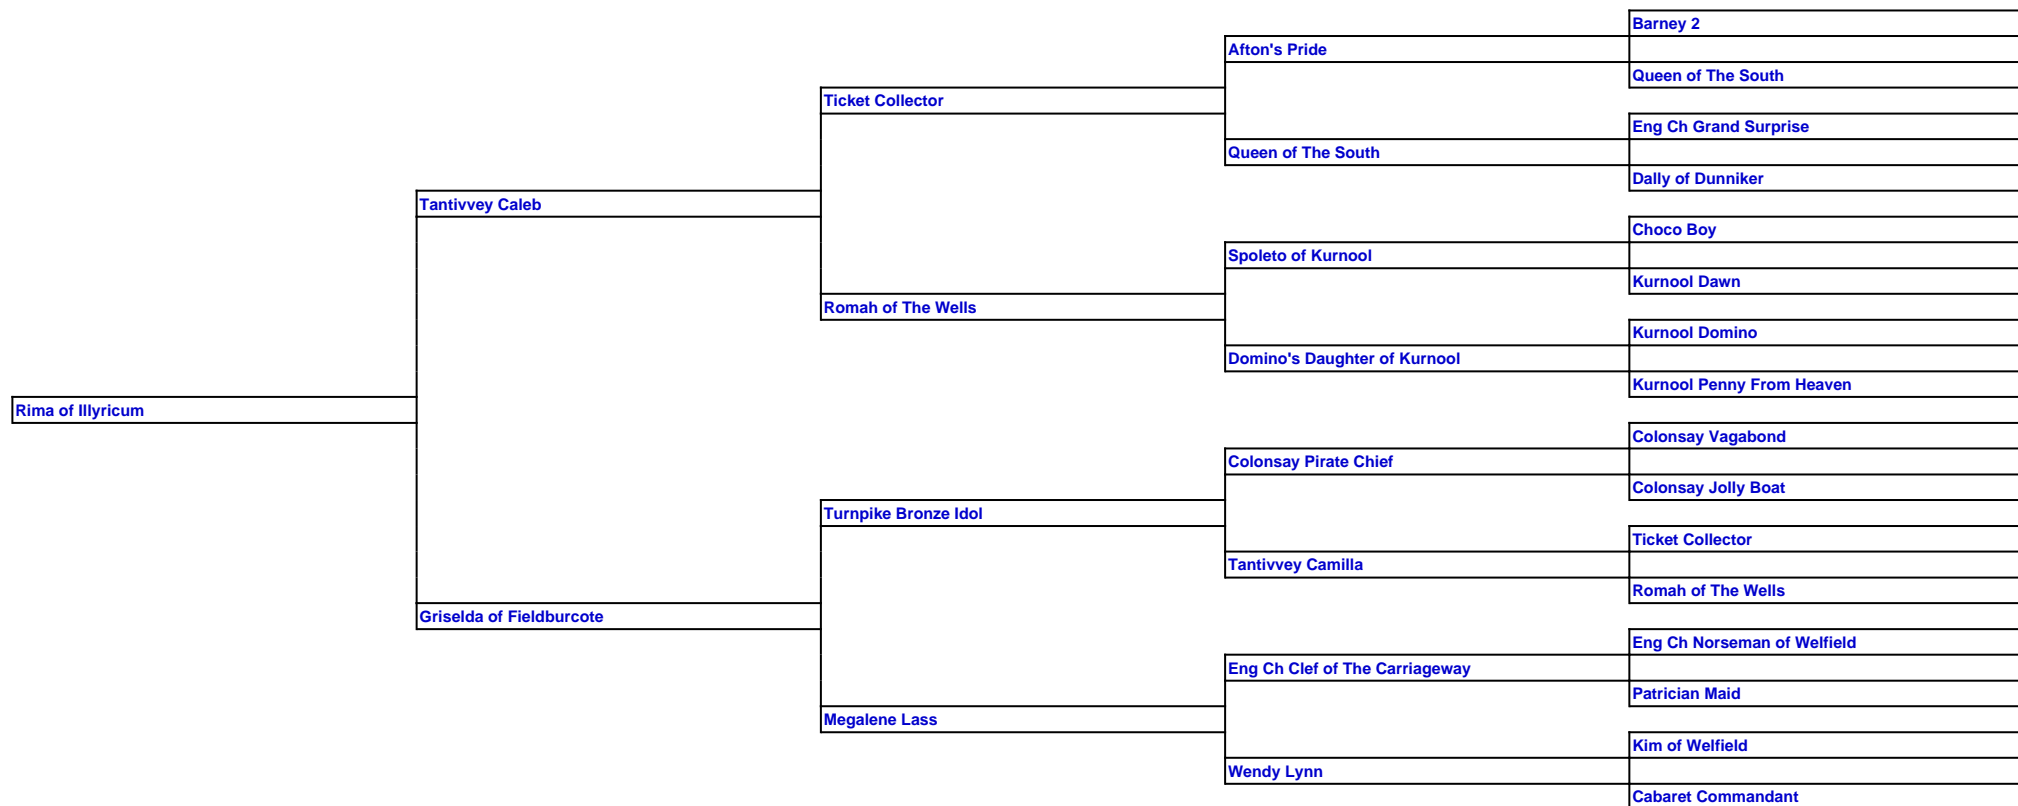 Barney 2
Afton's Pride
Queen of The South
Ticket Collector
Eng Ch Grand Surprise
Queen of The South
Dally of Dunniker
Tantivvey Caleb
Choco Boy
Spoleto of Kurnool
Kurnool Dawn
Romah of The Wells
Kurnool Domino
Domino's Daughter of Kurnool
Kurnool Penny From Heaven
Rima of Illyricum
Colonsay Vagabond
Colonsay Pirate Chief
Colonsay Jolly Boat
Turnpike Bronze Idol
Ticket Collector
Tantivvey Camilla
Romah of The Wells
Griselda of Fieldburcote
Eng Ch Norseman of Welfield
Eng Ch Clef of The Carriageway
Patrician Maid
Megalene Lass
Kim of Welfield
Wendy Lynn
Cabaret Commandant